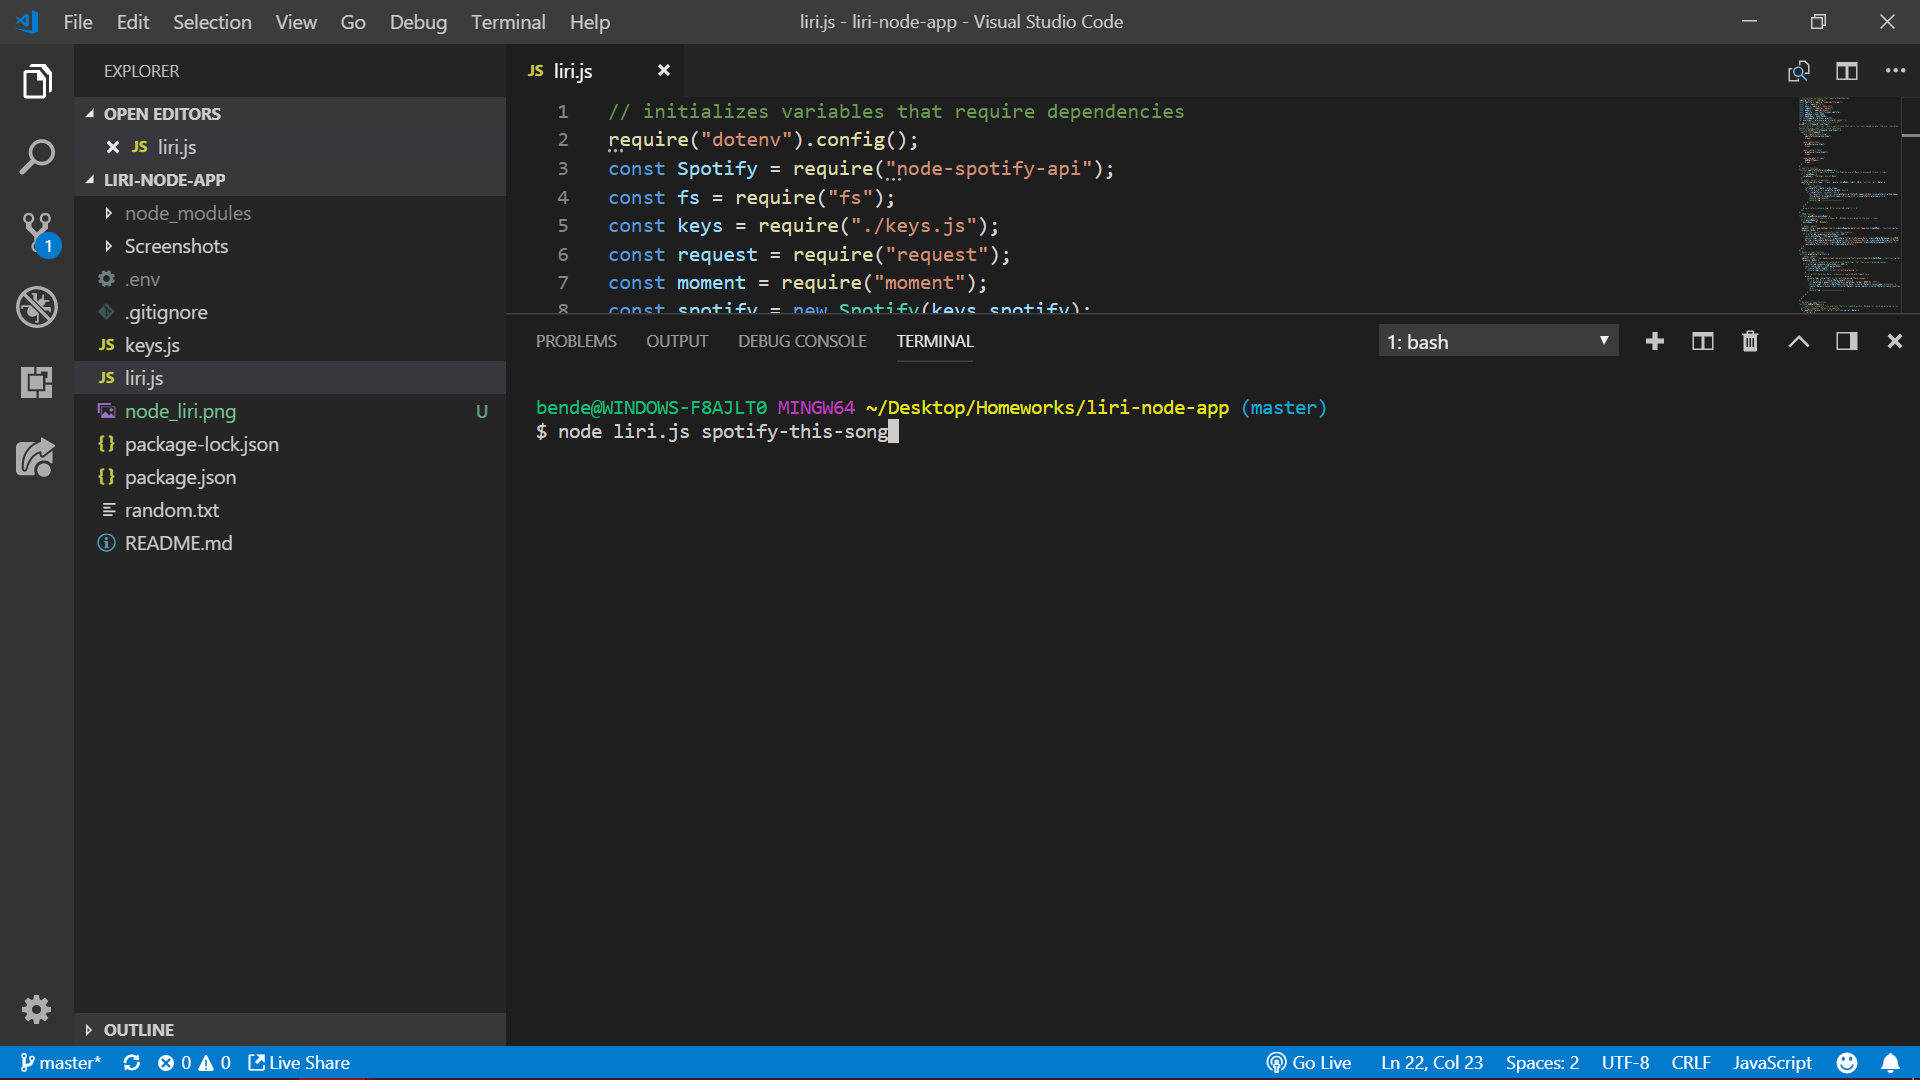 File Edit Selection View Go Debug Terminal Help
liri.js - liri-node-app - Visual Studio Code
EXPLORER
OPEN EDITORS
JS liri.js
LIRI-NODE-APP
node_modules
Screenshots
.env
.gitignore
JS keys.js
JS liri.js
node_liri.png U
{} package-lock.json
{} package.json
random.txt
README.md
OUTLINE
1
JS liri.js
1 // initializes variables that require dependencies
2 require("dotenv").config();
3 const Spotify = require("node-spotify-api");
4 const fs = require("fs");
5 const keys = require("./keys.js");
6 const request = require("request");
7 const moment = require("moment");
8 const spotify = new Spotify(keys.spotify);
PROBLEMS OUTPUT DEBUG CONSOLE TERMINAL
1: bash
bende@WINDOWS-F8AJLT0 MINGW64 ~/Desktop/Homeworks/liri-node-app (master)
$ node liri.js spotify-this-song
master* 0 0 Live Share
Go Live Ln 22, Col 23 Spaces: 2 UTF-8 CRLF JavaScript